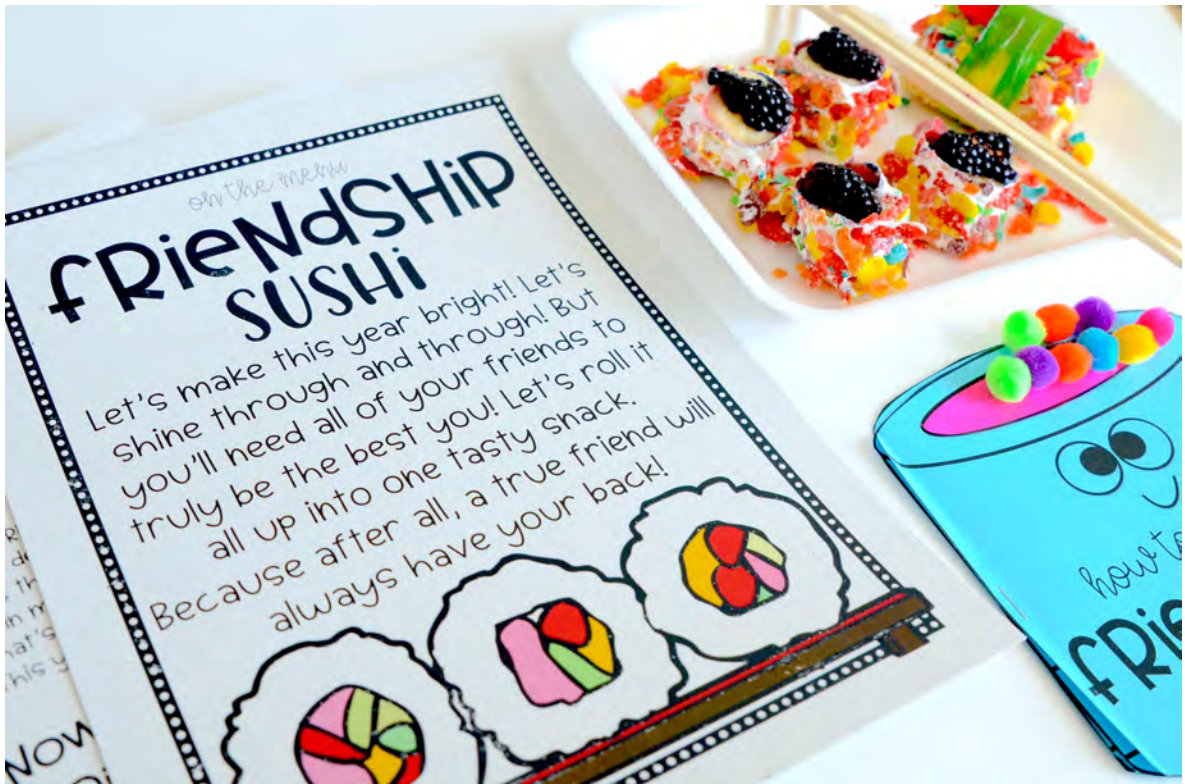 on the menu
FRieNdSHiP
SUSHi
Let's make this year bright! Let's
shine through and through! But
you'll need all of your friends to
truly be the best you! Let's roll it
all up into one tasty snack.
Because after all, a true friend will
always have your back!
how to